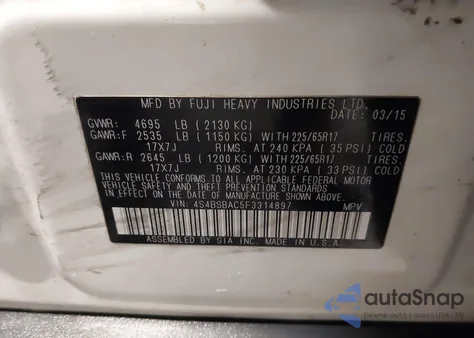 MFD BY FUJI HEAVY INDUSTRIES LTD.
DATE: 03/15
GVWR: 4695 LB (2130 KG)
GAWR:F 2535 LB (1150 KG) WITH 225/65R17 TIRES.
17X7J RIMS. AT 240 KPA (35 PSI) COLD
GAWR:R 2645 LB (1200 KG) WITH 225/65R17 TIRES.
17X7J RIMS. AT 230 KPA (33 PSI) COLD
THIS VEHICLE CONFORMS TO ALL APPLICABLE FEDERAL MOTOR
VEHICLE SAFETY AND THEFT PREVENTION STANDARDS
IN EFFECT ON THE DATE OF MANUFACTURE SHOWN ABOVE.
VIN: 4S4BSBAC5F3314897 MPV
ASSEMBLED BY SIA INC. MADE IN U.S.A.
autoSnap
Pewne auto z aukcji USA